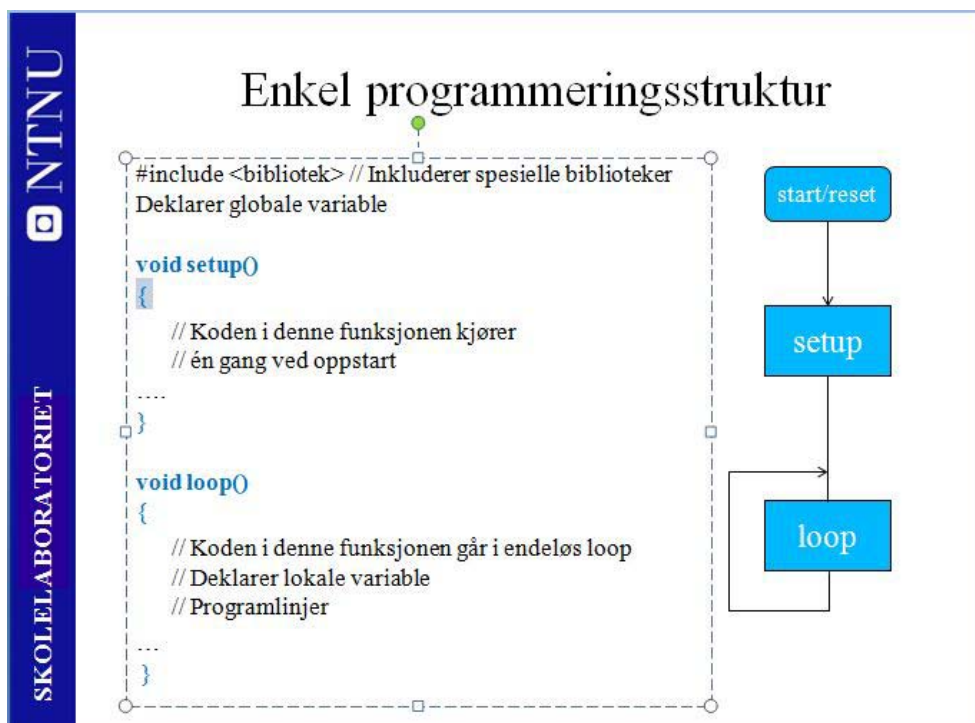 NTNU
SKOLELABORATORIET
Enkel programmeringsstruktur
#include <bibliotek> // Inkluderer spesielle biblioteker
Deklarer globale variable
void setup()
{
// Koden i denne funksjonen kjører
// én gang ved oppstart
....
}
void loop()
{
// Koden i denne funksjonen går i endeløs loop
// Deklarer lokale variable
// Programlinjer
...
}
start/reset
setup
loop